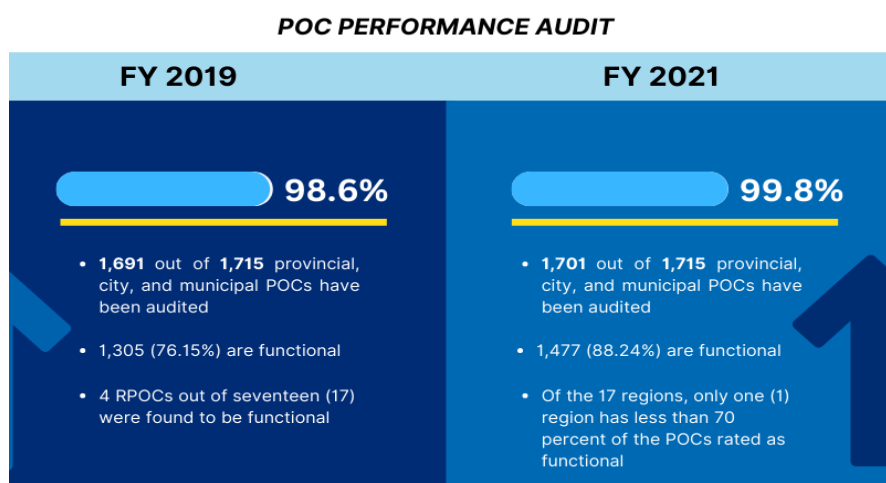 POC PERFORMANCE AUDIT
FY 2019
98.6%
• 1,691 out of 1,715 provincial,
city, and municipal POCs have
been audited
• 1,305 (76.15%) are functional
• 4 RPOCs out of seventeen (17)
were found to be functional
FY 2021
99.8%
• 1,701 out of 1,715 provincial,
city, and municipal POCs have
been audited
• 1,477 (88.24%) are functional
• Of the 17 regions, only one (1)
region has less than 70
percent of the POCs rated as
functional